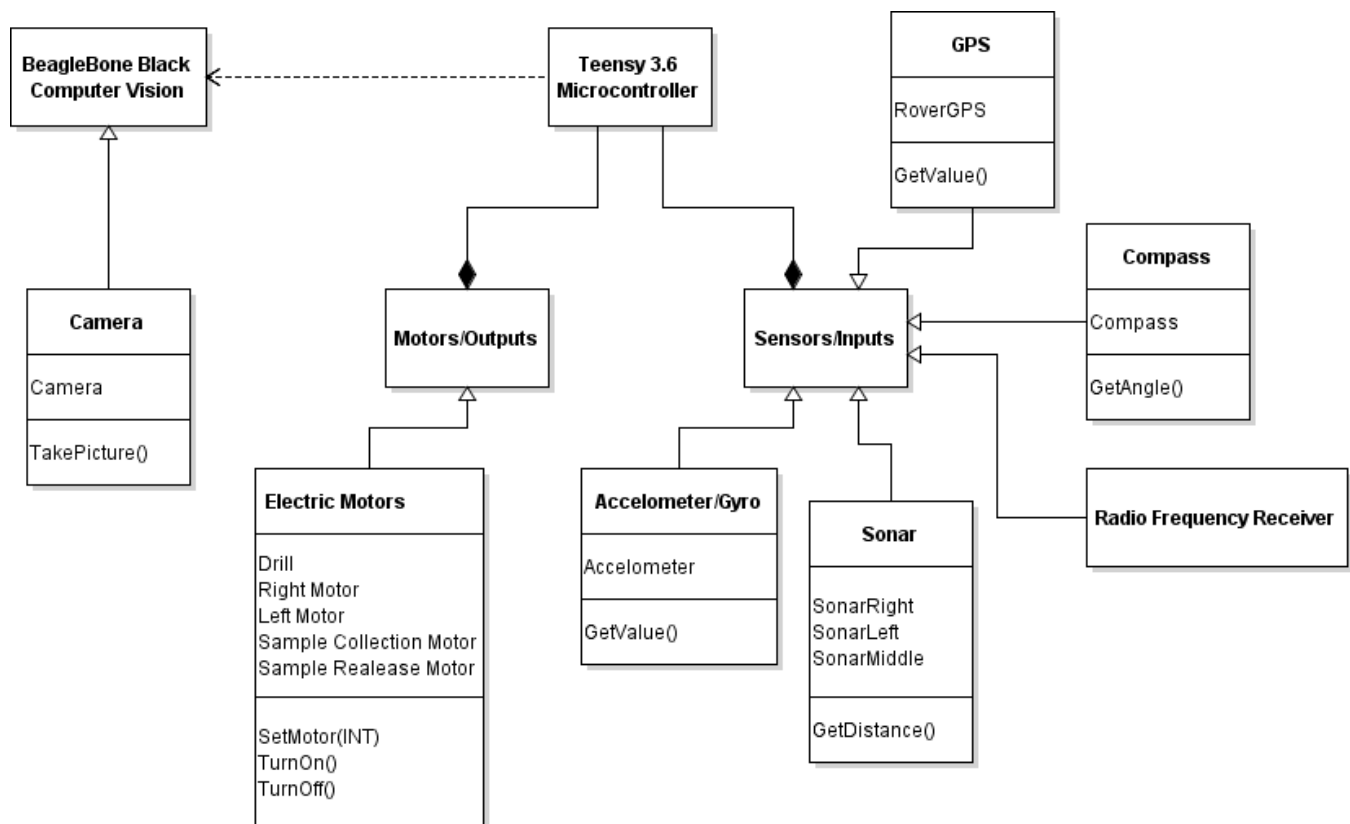 BeagleBone Black
Computer Vision
Teensy 3.6
Microcontroller
GPS
RoverGPS
GetValue()
Compass
Compass
GetAngle()
Camera
Camera
TakePicture()
Motors/Outputs
Sensors/Inputs
Electric Motors
Drill
Right Motor
Left Motor
Sample Collection Motor
Sample Realease Motor
SetMotor(INT)
TurnOn()
TurnOff()
Accelometer/Gyro
Accelometer
GetValue()
Sonar
SonarRight
SonarLeft
SonarMiddle
GetDistance()
Radio Frequency Receiver